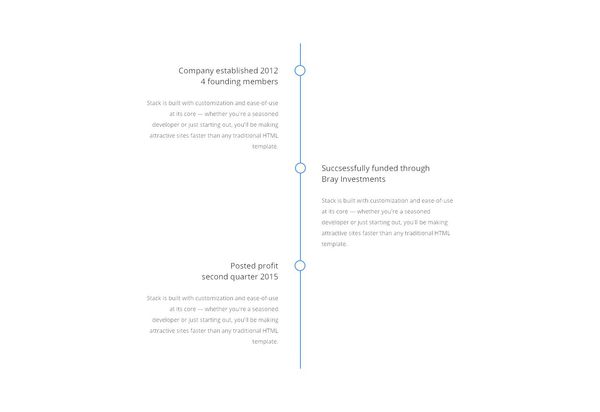 Company established 2012
4 founding members
Stack is built with customization and ease-of-use
at its core — whether you're a seasoned
developer or just starting out, you'll be making
attractive sites faster than any traditional HTML
template.
Succsessfully funded through
Bray Investments
Stack is built with customization and ease-of-use
at its core — whether you're a seasoned
developer or just starting out, you'll be making
attractive sites faster than any traditional HTML
template.
Posted profit
second quarter 2015
Stack is built with customization and ease-of-use
at its core — whether you're a seasoned
developer or just starting out, you'll be making
attractive sites faster than any traditional HTML
template.